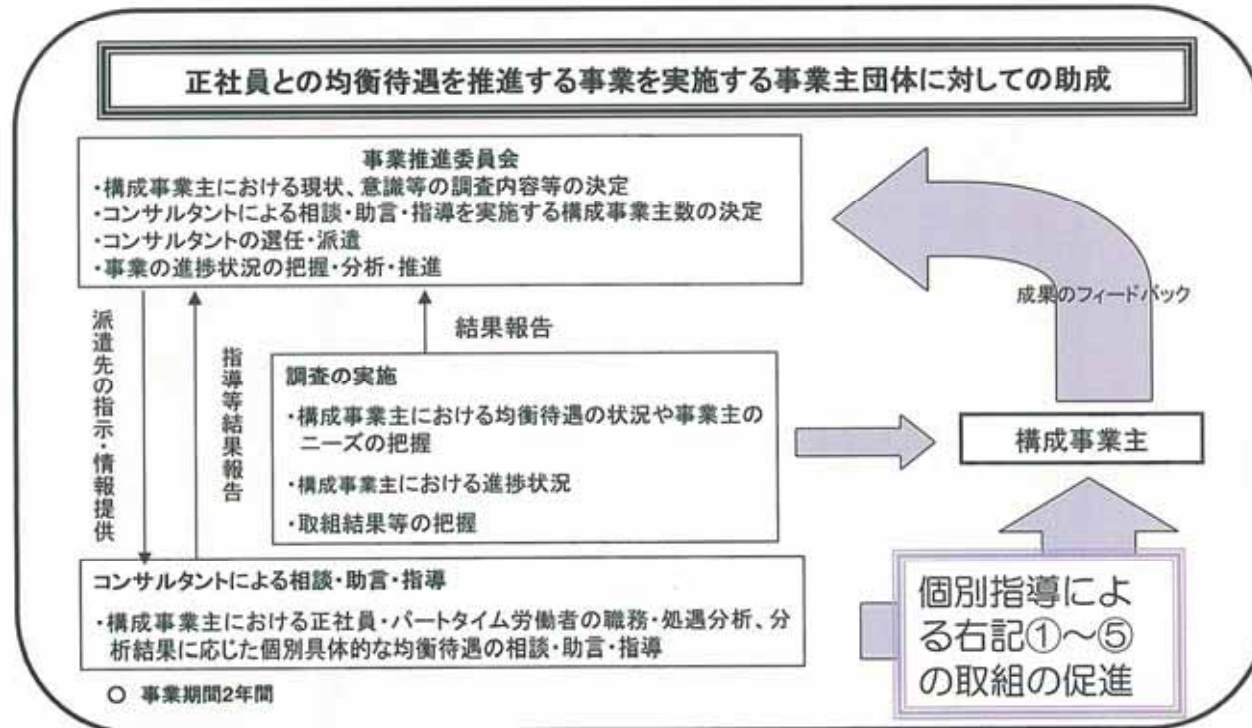 正社員との均衡待遇を推進する事業を実施する事業主団体に対しての助成
事業推進委員会
・構成事業主における現状、意識等の調査内容等の決定
・コンサルタントによる相談・助言・指導を実施する構成事業主数の決定
・コンサルタントの選任・派遣
・事業の進捗状況の把握・分析・推進
派遣先の指示・情報提供
指導等結果報告
結果報告
調査の実施
・構成事業主における均衡待遇の状況や事業主の
ニーズの把握
・構成事業主における進捗状況
・取組結果等の把握
成果のフィードバック
構成事業主
コンサルタントによる相談・助言・指導
・構成事業主における正社員・パートタイム労働者の職務・処遇分析、分
析結果に応じた個別具体的な均衡待遇の相談・助言・指導
○ 事業期間2年間
個別指導によ
る右記①～⑤
の取組の促進